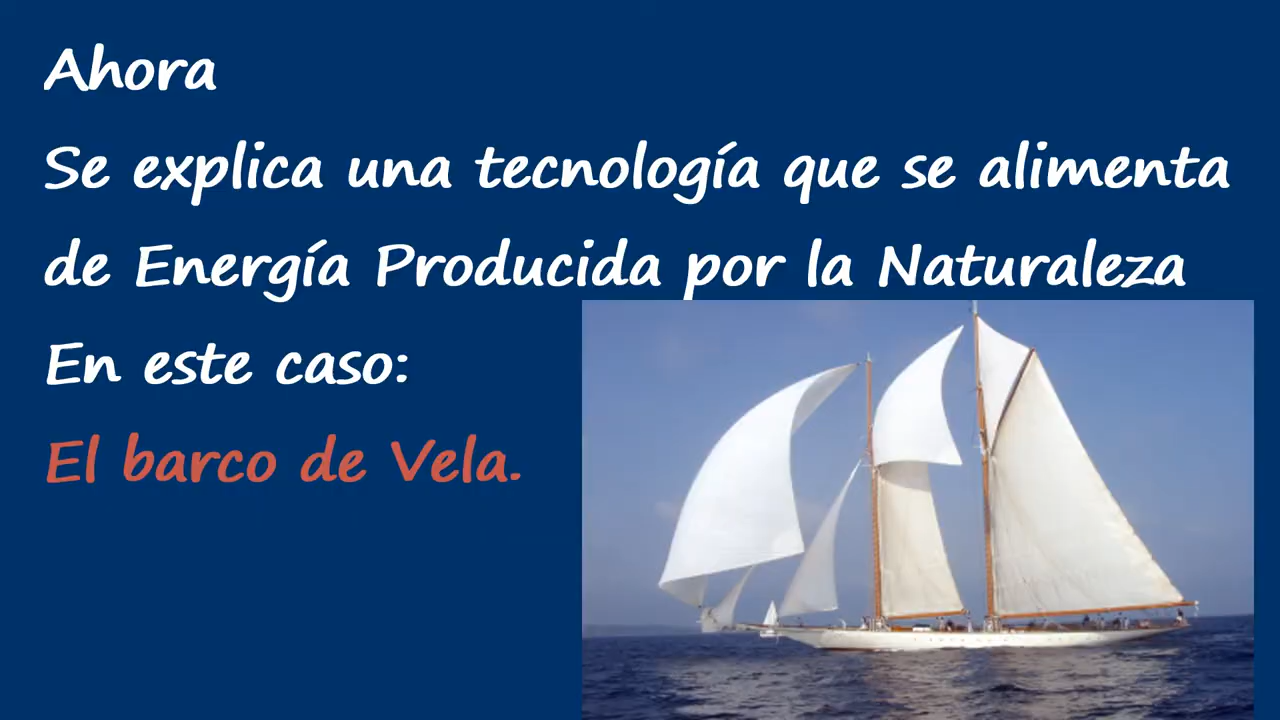 Ahora
Se explica una tecnología que se alimenta
de Energía Producida por la Naturaleza
En este caso:
El barco de Vela.